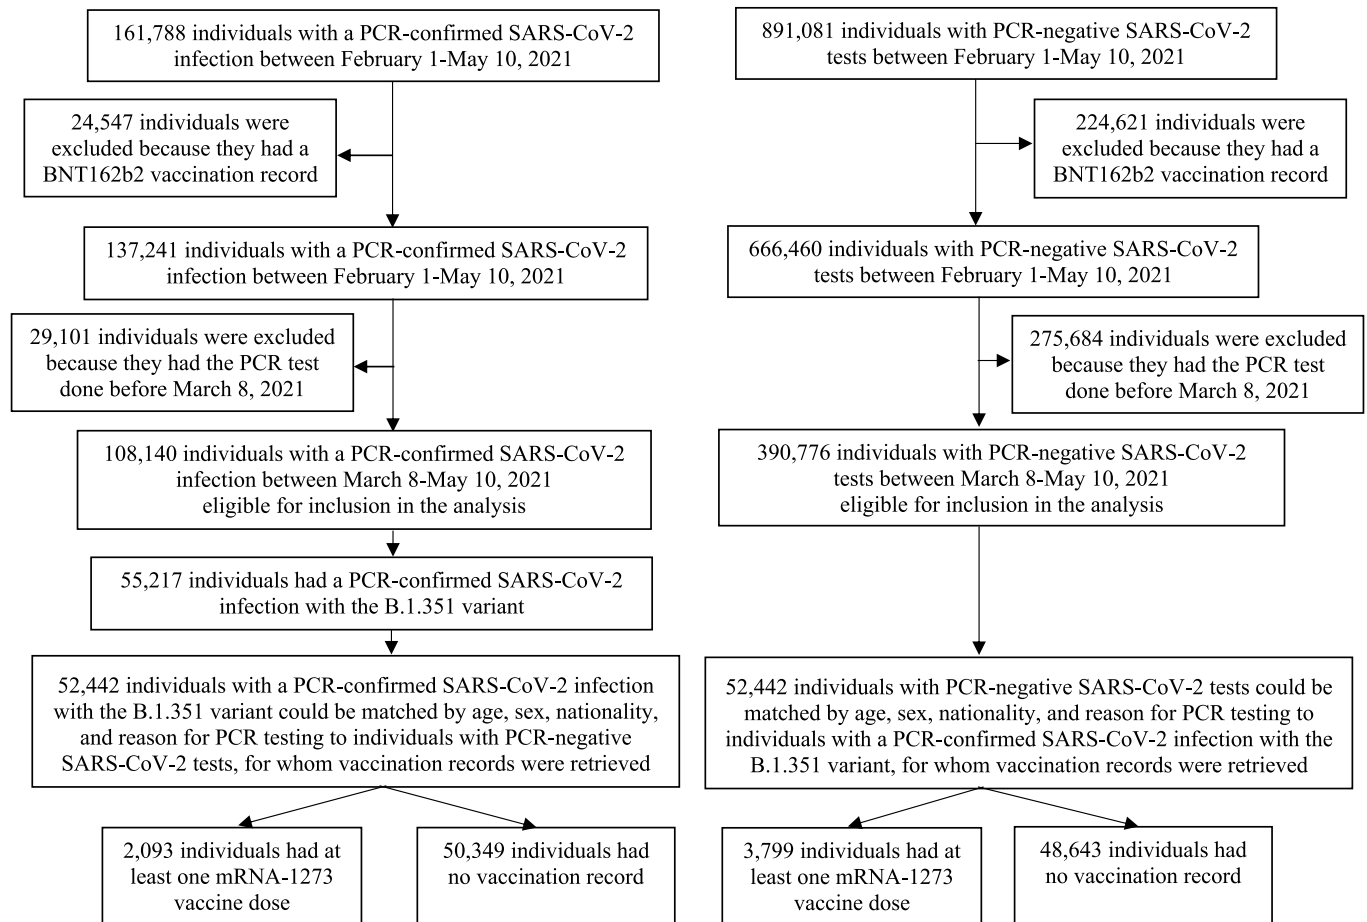 161,788 individuals with a PCR-confirmed SARS-CoV-2
infection between February 1-May 10, 2021
24,547 individuals were
excluded because they had a
BNT162b2 vaccination record
137,241 individuals with a PCR-confirmed SARS-CoV-2
infection between February 1-May 10, 2021
29,101 individuals were excluded
because they had the PCR test
done before March 8, 2021
108,140 individuals with a PCR-confirmed SARS-CoV-2
infection between March 8-May 10, 2021
eligible for inclusion in the analysis
55,217 individuals had a PCR-confirmed SARS-CoV-2
infection with the B.1.351 variant
52,442 individuals with a PCR-confirmed SARS-CoV-2 infection
with the B.1.351 variant could be matched by age, sex, nationality,
and reason for PCR testing to individuals with PCR-negative
SARS-CoV-2 tests, for whom vaccination records were retrieved
2,093 individuals had at
least one mRNA-1273
vaccine dose
50,349 individuals had
no vaccination record
891,081 individuals with PCR-negative SARS-CoV-2
tests between February 1-May 10, 2021
224,621 individuals were
excluded because they had a
BNT162b2 vaccination record
666,460 individuals with PCR-negative SARS-CoV-2
tests between February 1-May 10, 2021
275,684 individuals were excluded
because they had the PCR test
done before March 8, 2021
390,776 individuals with PCR-negative SARS-CoV-2
tests between March 8-May 10, 2021
eligible for inclusion in the analysis
52,442 individuals with PCR-negative SARS-CoV-2 tests could be
matched by age, sex, nationality, and reason for PCR testing to
individuals with a PCR-confirmed SARS-CoV-2 infection with the
B.1.351 variant, for whom vaccination records were retrieved
3,799 individuals had at
least one mRNA-1273
vaccine dose
48,643 individuals had
no vaccination record